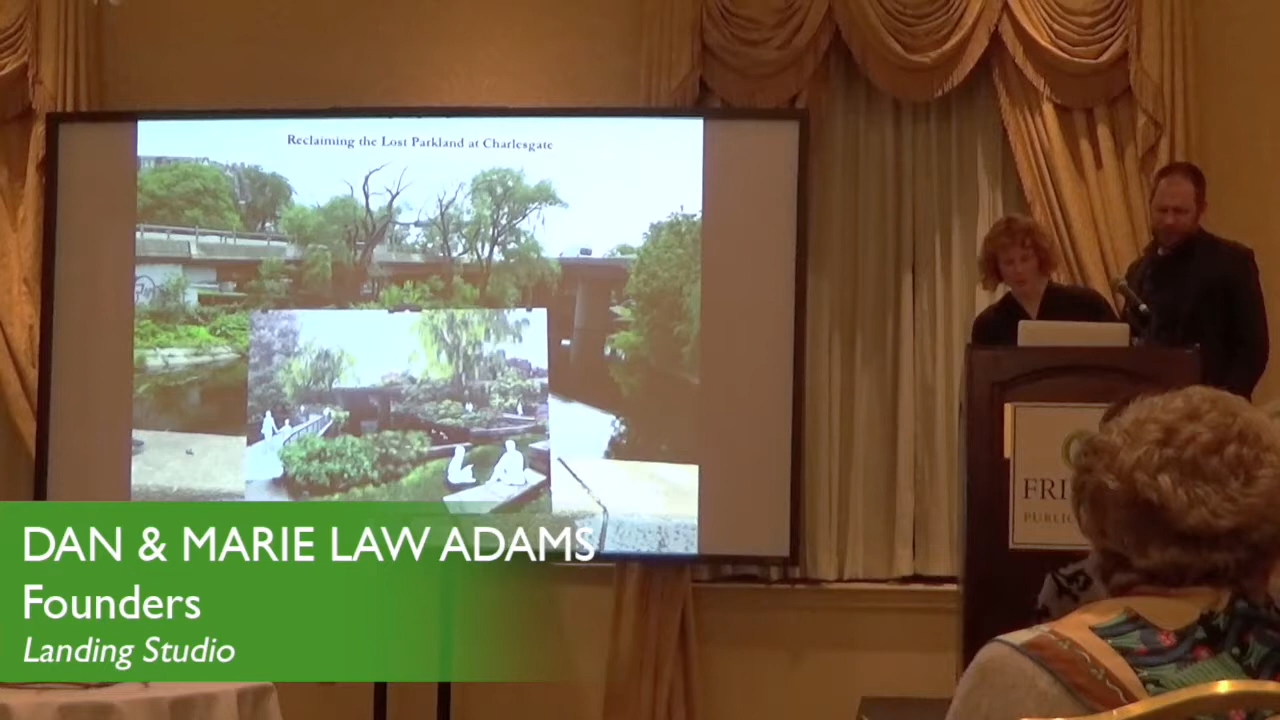 Reclaiming the Lost Parkland at Charlesgate
FRI
PUBLIC
DAN & MARIE LAW ADAMS
Founders
Landing Studio